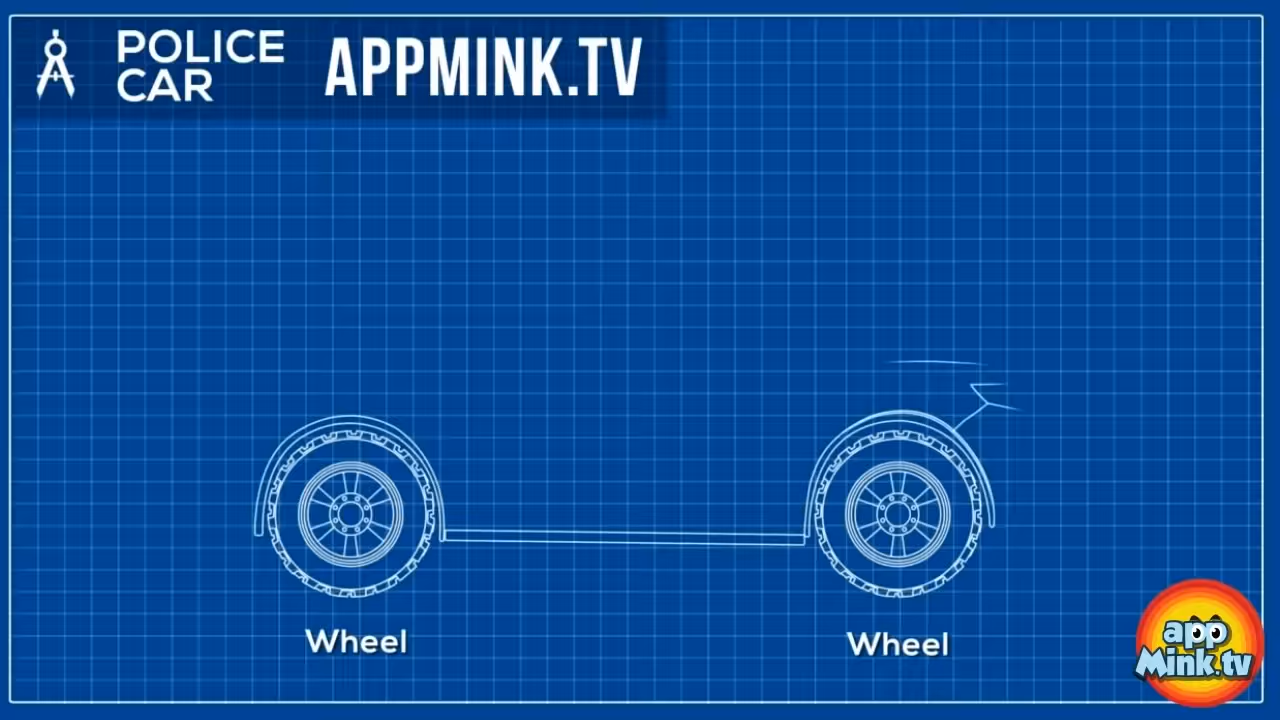 POLICE
CAR
APPMINK.TV
Wheel
Wheel
app
Mink.tv